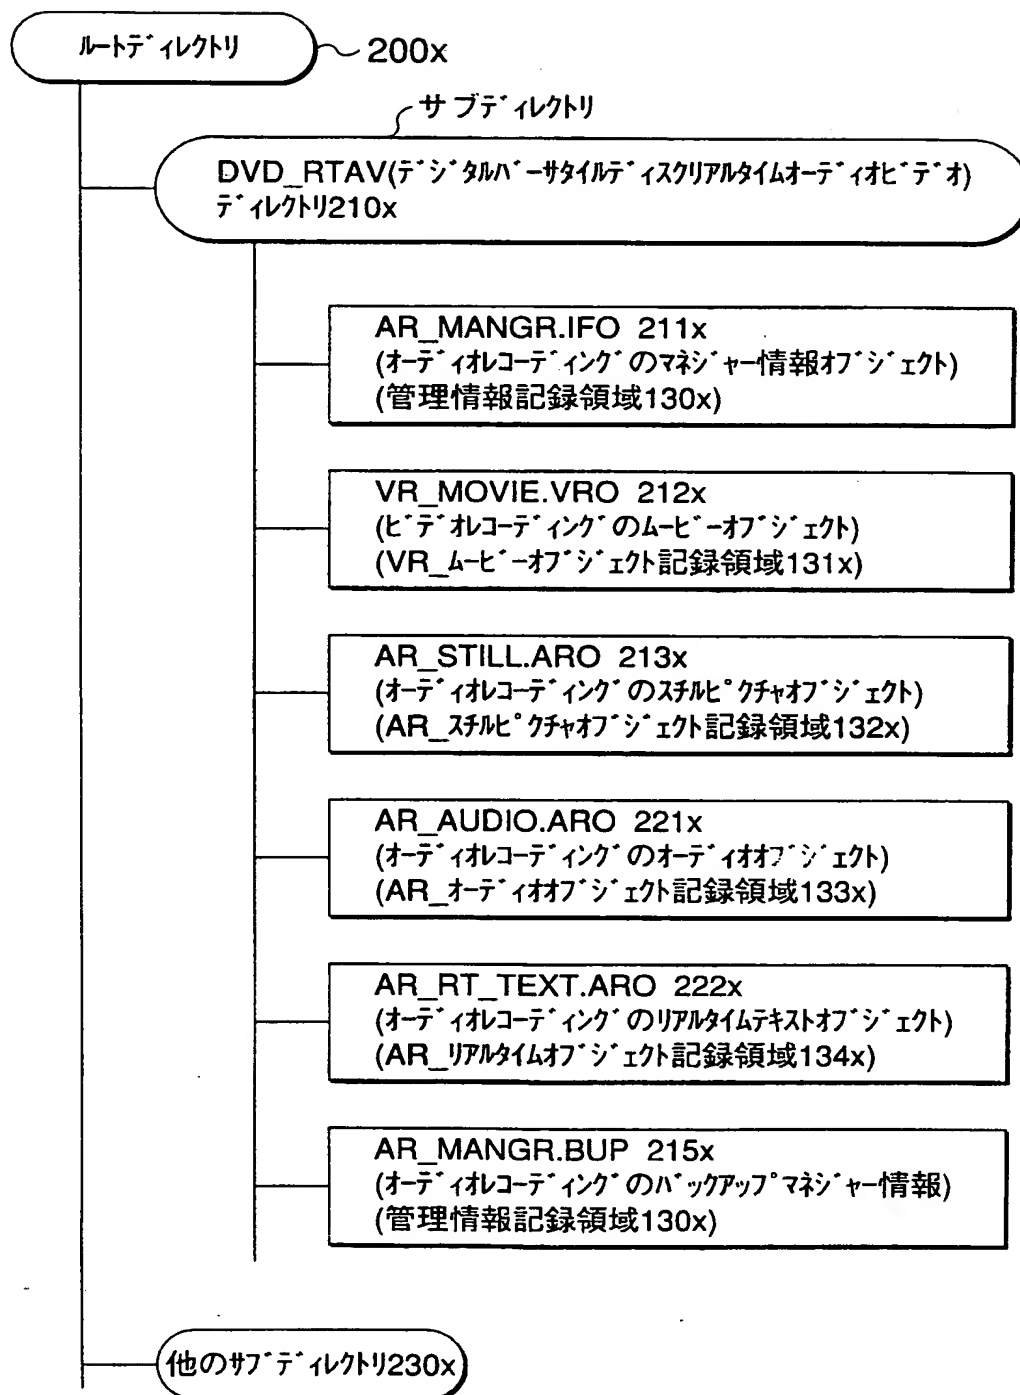 ルートディレクトリ
200x
サブディレクトリ
DVD_RTAV(デジタルバーサタイルディスクリアルタイムオーディオビデオ)
ディレクトリ210x
AR_MANGR.IFO 211x
(オーディオレコーディングのマネジャー情報オブジェクト)
(管理情報記録領域130x)
VR_MOVIE.VRO 212x
(ビデオレコーディングのムービーオブジェクト)
(VR_ムービーオブジェクト記録領域131x)
AR_STILL.ARO 213x
(オーディオレコーディングのスチルピクチャオブジェクト)
(AR_スチルピクチャオブジェクト記録領域132x)
AR_AUDIO.ARO 221x
(オーディオレコーディングのオーディオオブジェクト)
(AR_オーディオオブジェクト記録領域133x)
AR_RT_TEXT.ARO 222x
(オーディオレコーディングのリアルタイムテキストオブジェクト)
(AR_リアルタイムオブジェクト記録領域134x)
AR_MANGR.BUP 215x
(オーディオレコーディングのバックアップマネジャー情報)
(管理情報記録領域130x)
他のサブディレクトリ230x